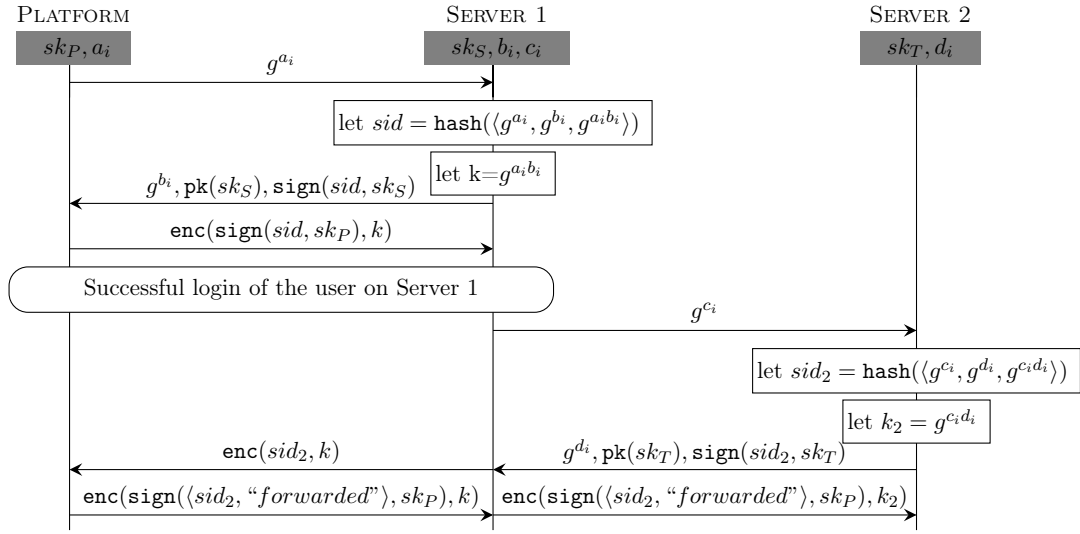 PLATFORM SERVER 1 SERVER 2
sk_P, a_i sk_S, b_i, c_i sk_T, d_i
g^{a_i}
let sid = hash(⟨g^{a_i}, g^{b_i}, g^{a_i b_i}⟩)
let k=g^{a_i b_i}
g^{b_i}, pk(sk_S), sign(sid, sk_S)
enc(sign(sid, sk_P), k)
Successful login of the user on Server 1
g^{c_i}
let sid_2 = hash(⟨g^{c_i}, g^{d_i}, g^{c_i d_i}⟩)
let k_2 = g^{c_i d_i}
enc(sid_2, k) g^{d_i}, pk(sk_T), sign(sid_2, sk_T)
enc(sign(⟨sid_2, “forwarded”⟩, sk_P), k) enc(sign(⟨sid_2, “forwarded”⟩, sk_P), k_2)